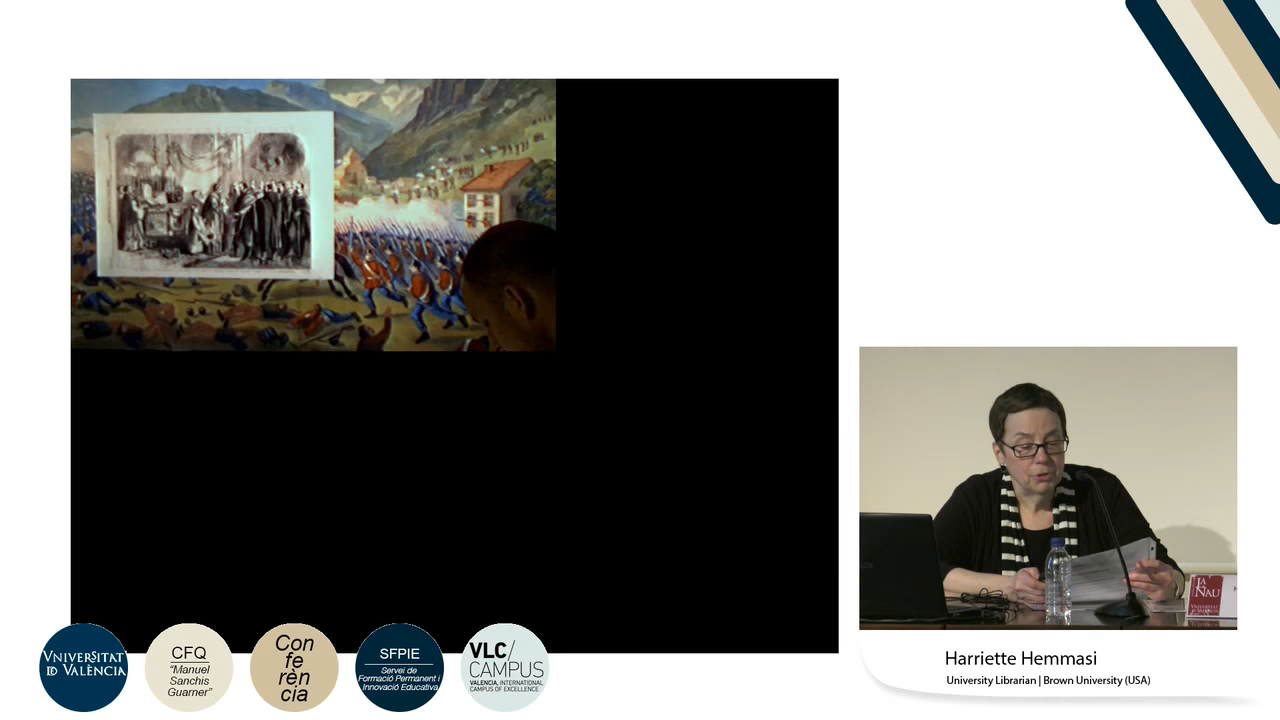 Harriette Hemmasi
University Librarian | Brown University (USA)
VNIVERSITAT
D VALÈNCIA
CFQ
"Manuel
Sanchis
Guarner"
Con
fe
rèn
cia
SFPIE
Servei de
Formació Permanent i
Innovació Educativa
VLC/
CAMPUS
VALENCIA, INTERNATIONAL
CAMPUS OF EXCELLENCE
LA
NAU